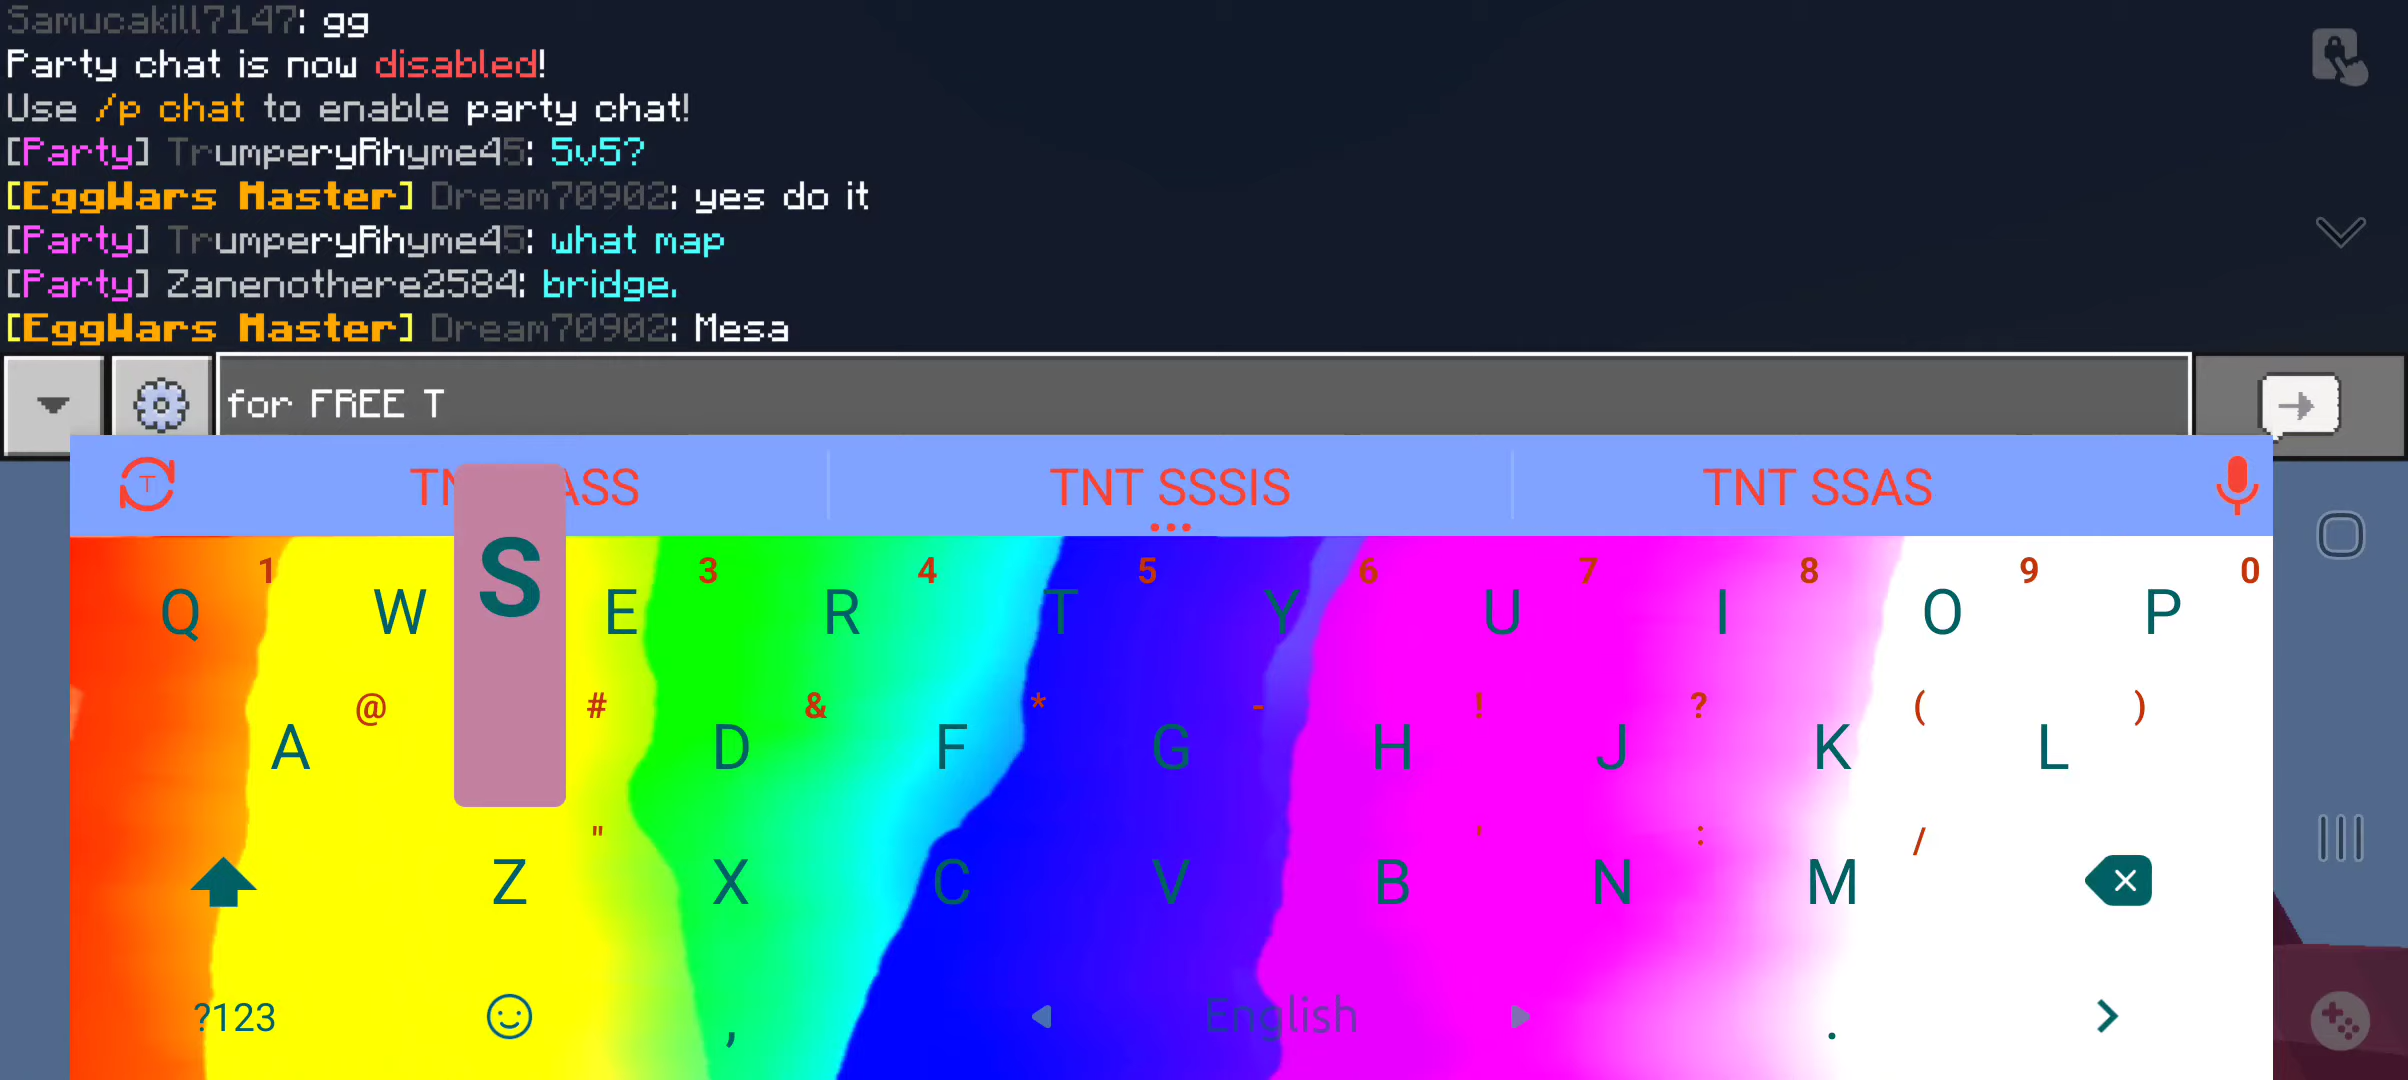 Samucakill7147: gg
Party chat is now disabled!
Use /p chat to enable party chat!
[Party] TrumperyRhyme45: 5v5?
[EggWars Master] Dream70902: yes do it
[Party] TrumperyRhyme45: what map
[Party] Zanenothere2584: bridge.
[EggWars Master] Dream70902: Mesa
for FREE T
T TN ASS TNT SSSIS TNT SSAS
1 3 4 5 6 7 8 9 0
Q W S E R T Y U I O P
@ # & * - ! ? ( )
A D F G H J K L
" ' : /
Z X C V B N M
?123 , English .